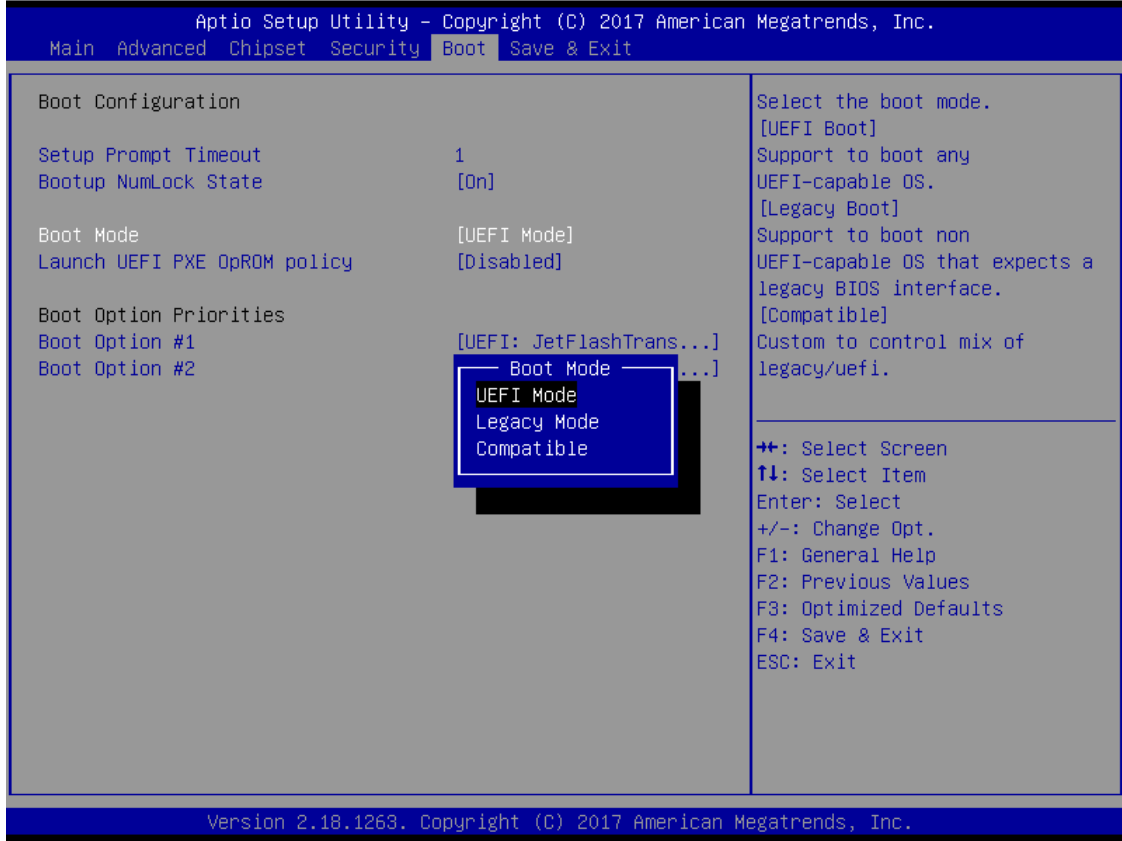 Aptio Setup Utility – Copyright (C) 2017 American Megatrends, Inc.
Main Advanced Chipset Security Boot Save & Exit
Boot Configuration
Setup Prompt Timeout 1
Bootup NumLock State [On]
Boot Mode [UEFI Mode]
Launch UEFI PXE OpROM policy [Disabled]
Boot Option Priorities
Boot Option #1 [UEFI: JetFlashTrans...]
Boot Option #2 ...]
Boot Mode
UEFI Mode
Legacy Mode
Compatible
Select the boot mode.
[UEFI Boot]
Support to boot any
UEFI-capable OS.
[Legacy Boot]
Support to boot non
UEFI-capable OS that expects a
legacy BIOS interface.
[Compatible]
Custom to control mix of
legacy/uefi.
→←: Select Screen
↑↓: Select Item
Enter: Select
+/-: Change Opt.
F1: General Help
F2: Previous Values
F3: Optimized Defaults
F4: Save & Exit
ESC: Exit
Version 2.18.1263. Copyright (C) 2017 American Megatrends, Inc.